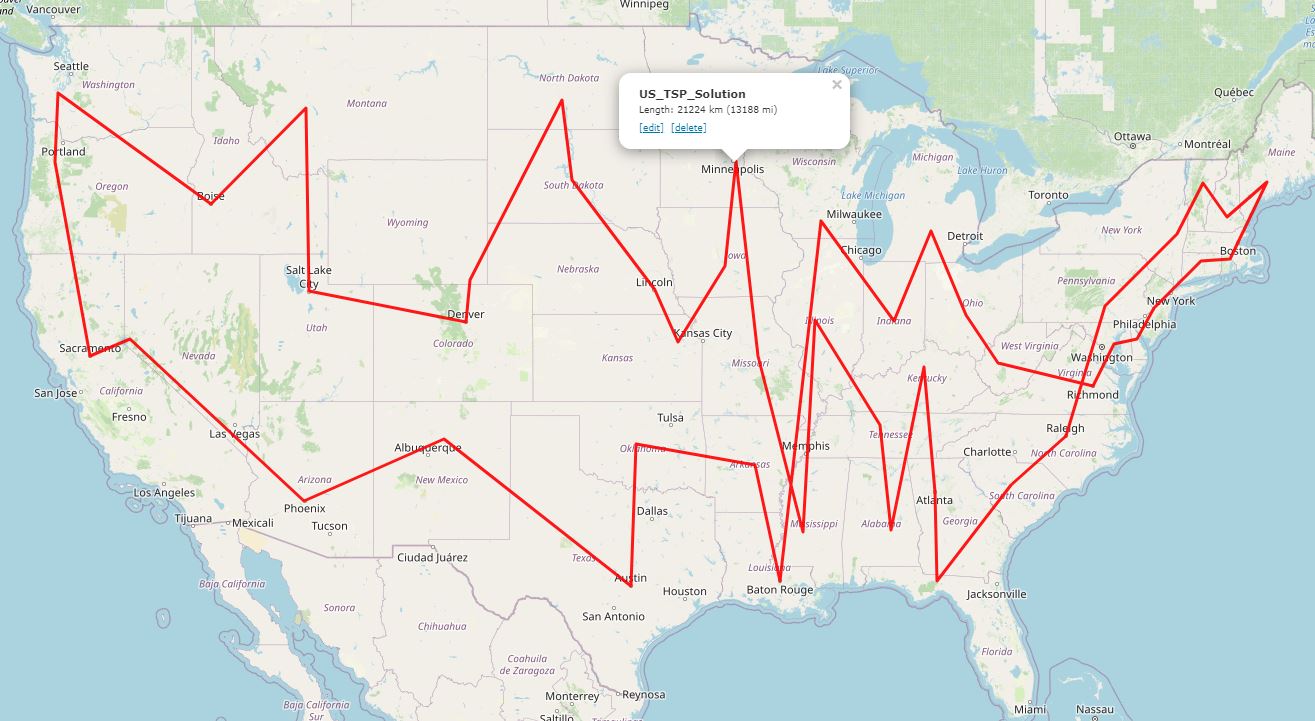 Vancouver
Winnipeg
Seattle
Washington
Montana
North Dakota
Lake Superior
Québec
US_TSP_Solution
×
Length: 21224 km (13188 mi)
[edit] [delete]
Ottawa
Montréal
Maine
Portland
Idaho
Oregon
Boise
South Dakota
Minneapolis
Wisconsin
Michigan
Lake Huron
Toronto
Lake Michigan
Milwaukee
Wyoming
New York
Detroit
Chicago
Boston
Iowa
Salt Lake
City
Nebraska
Lincoln
Pennsylvania
New York
Ohio
Denver
Utah
Illinois
Indiana
Philadelphia
Kansas City
Colorado
Sacramento
Nevada
Kansas
Missouri
West Virginia
Washington
Virginia
Kentucky
San Jose
California
Richmond
Fresno
Las Vegas
Tulsa
Raleigh
Tennessee
Albuquerque
Oklahoma
Memphis
Charlotte
North Carolina
Arkansas
Arizona
New Mexico
Los Angeles
South Carolina
Atlanta
Phoenix
Dallas
Tijuana
Mexicali
Tucson
Mississippi
Alabama
Georgia
Ciudad Juárez
Texas
Louisiana
Baja California
Austin
Houston
Baton Rouge
Jacksonville
Sonora
San Antonio
Chihuahua
Florida
Coahuila
de Zaragoza
Baja California
Sur
Monterrey
Reynosa
Miami
Nassau
Saltillo
Tamaulipas